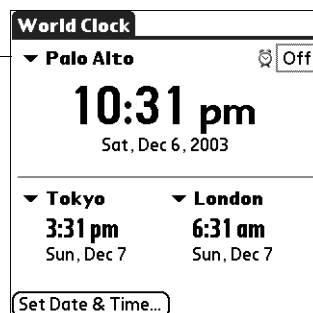 World Clock
Palo Alto Off
10:31 pm
Sat, Dec 6, 2003
Tokyo London
3:31 pm 6:31 am
Sun, Dec 7 Sun, Dec 7
Set Date & Time...